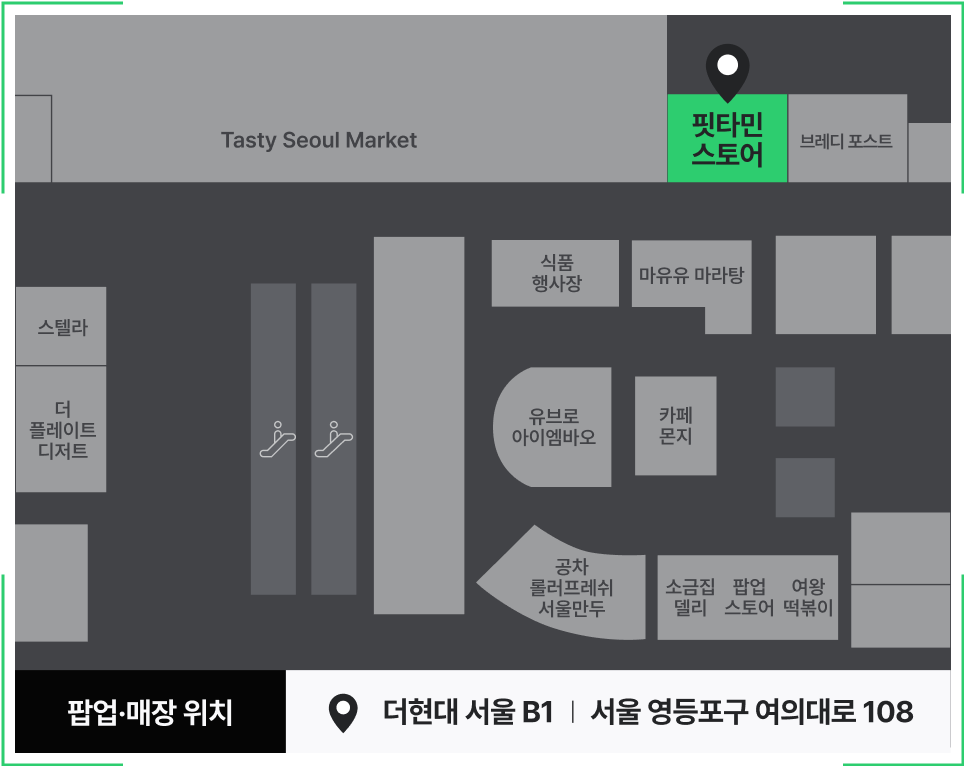 Tasty Seoul Market
핏타민
스토어
브레디 포스트
식품
행사장
마유유 마라탕
스텔라
더
플레이트
디저트
유브로
아이엠바오
카페
몬지
공차
롤러프레쉬
서울만두
소금집
델리
팝업
스토어
여왕
떡볶이
팝업·매장 위치
더현대 서울 B1 | 서울 영등포구 여의대로 108